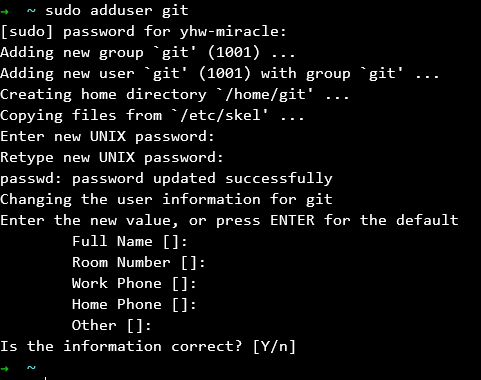 → ~ sudo adduser git
[sudo] password for yhw-miracle:
Adding new group `git' (1001) ...
Adding new user `git' (1001) with group `git' ...
Creating home directory `/home/git' ...
Copying files from `/etc/skel' ...
Enter new UNIX password:
Retype new UNIX password:
passwd: password updated successfully
Changing the user information for git
Enter the new value, or press ENTER for the default
Full Name []:
Room Number []:
Work Phone []:
Home Phone []:
Other []:
Is the information correct? [Y/n]
→ ~